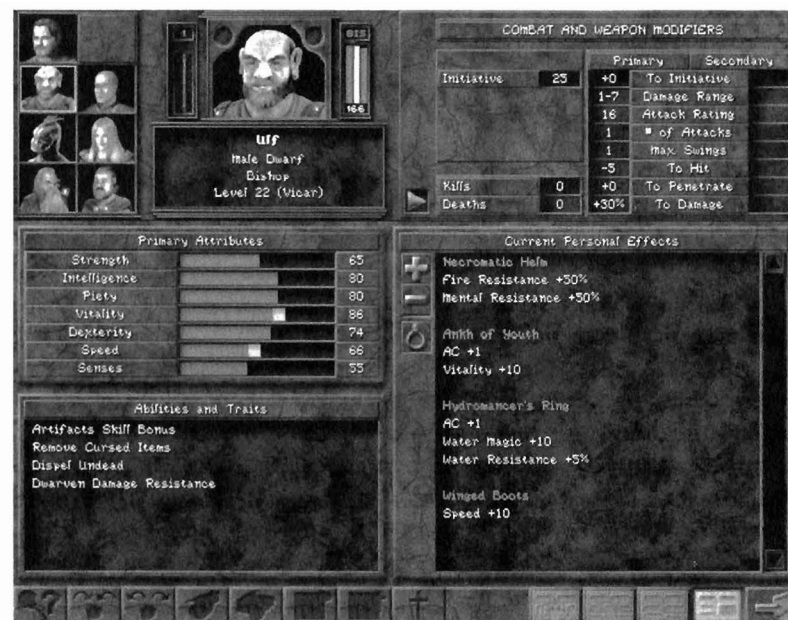 1
615
166
Ulf
Male Dwarf
Bishop
Level 22 (Vicar)
COMBAT AND WEAPON MODIFIERS
Initiative 25
Kills 0
Deaths 0
Primary Secondary
+0 To Initiative
1-7 Damage Range
16 Attack Rating
1 # of Attacks
1 Max Swings
-5 To Hit
+0 To Penetrate
+30% To Damage
Primary Attributes
Strength 65
Intelligence 80
Piety 80
Vitality 86
Dexterity 74
Speed 66
Senses 55
Abilities and Traits
Artifacts Skill Bonus
Remove Cursed Items
Dispel Undead
Dwarven Damage Resistance
Current Personal Effects
Necromatic Helm
Fire Resistance +50%
Mental Resistance +50%
Ankh of Youth
AC +1
Vitality +10
Hydromancer's Ring
AC +1
Water Magic +10
Water Resistance +5%
Winged Boots
Speed +10